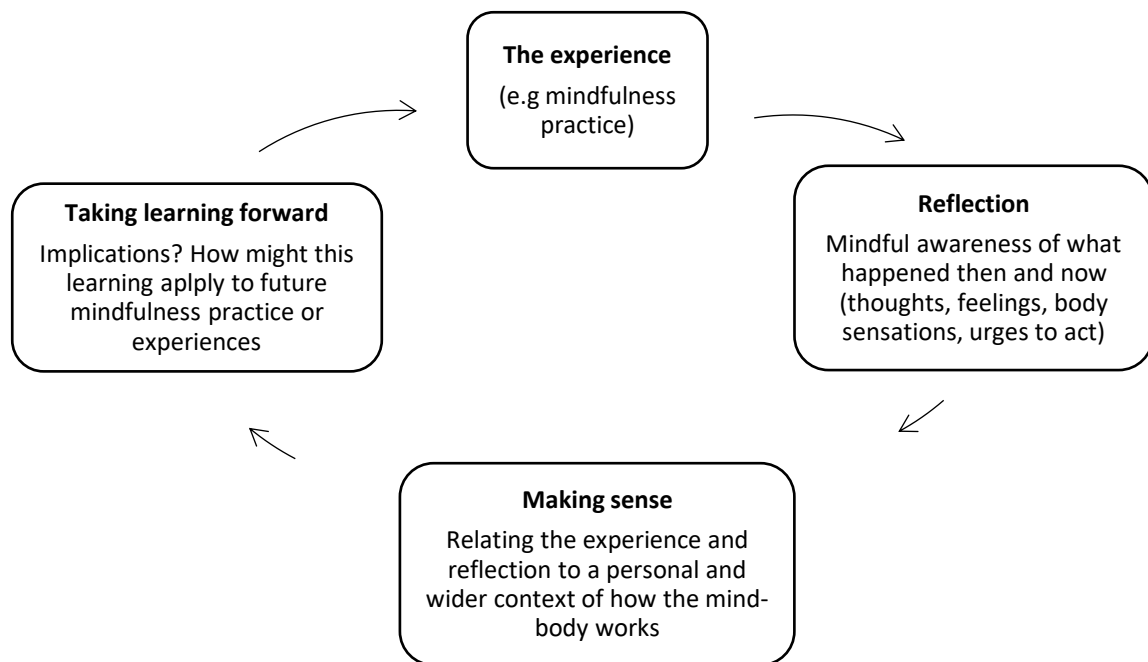 The experience
(e.g mindfulness
practice)
Reflection
Mindful awareness of what
happened then and now
(thoughts, feelings, body
sensations, urges to act)
Making sense
Relating the experience and
reflection to a personal and
wider context of how the mind-
body works
Taking learning forward
Implications? How might this
learning aplply to future
mindfulness practice or
experiences